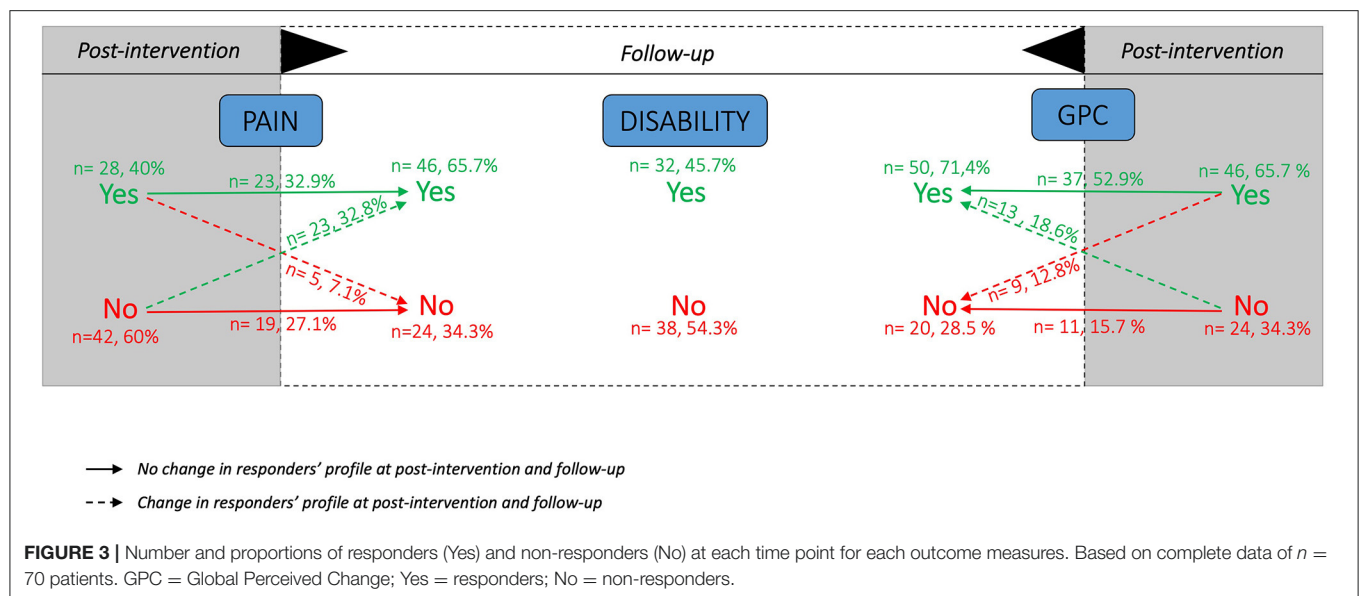 Post-intervention
Follow-up
Post-intervention
PAIN
DISABILITY
GPC
n= 28, 40%
Yes
n= 23, 32.9%
n= 46, 65.7%
Yes
n= 32, 45.7%
Yes
n= 50, 71,4%
Yes
n= 37, 52.9%
n= 46, 65.7 %
Yes
n= 23, 32.8%
n= 5, 7.1%
n=13 , 18.6%
n= 9, 12.8%
No
n=42, 60%
n= 19, 27.1%
No
n=24, 34.3%
No
n= 38, 54.3%
No
n= 20, 28.5 %
n= 11, 15.7 %
No
n= 24, 34.3%
No change in responders' profile at post-intervention and follow-up
Change in responders' profile at post-intervention and follow-up
FIGURE 3 | Number and proportions of responders (Yes) and non-responders (No) at each time point for each outcome measures. Based on complete data of n =
70 patients. GPC = Global Perceived Change; Yes = responders; No = non-responders.